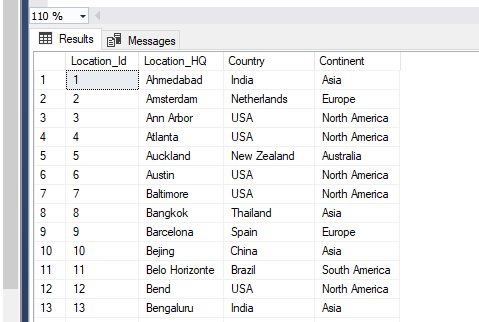 110 %
Results Messages
Location_Id Location_HQ Country Continent
1 1 Ahmedabad India Asia
2 2 Amsterdam Netherlands Europe
3 3 Ann Arbor USA North America
4 4 Atlanta USA North America
5 5 Auckland New Zealand Australia
6 6 Austin USA North America
7 7 Baltimore USA North America
8 8 Bangkok Thailand Asia
9 9 Barcelona Spain Europe
10 10 Bejing China Asia
11 11 Belo Horizonte Brazil South America
12 12 Bend USA North America
13 13 Bengaluru India Asia